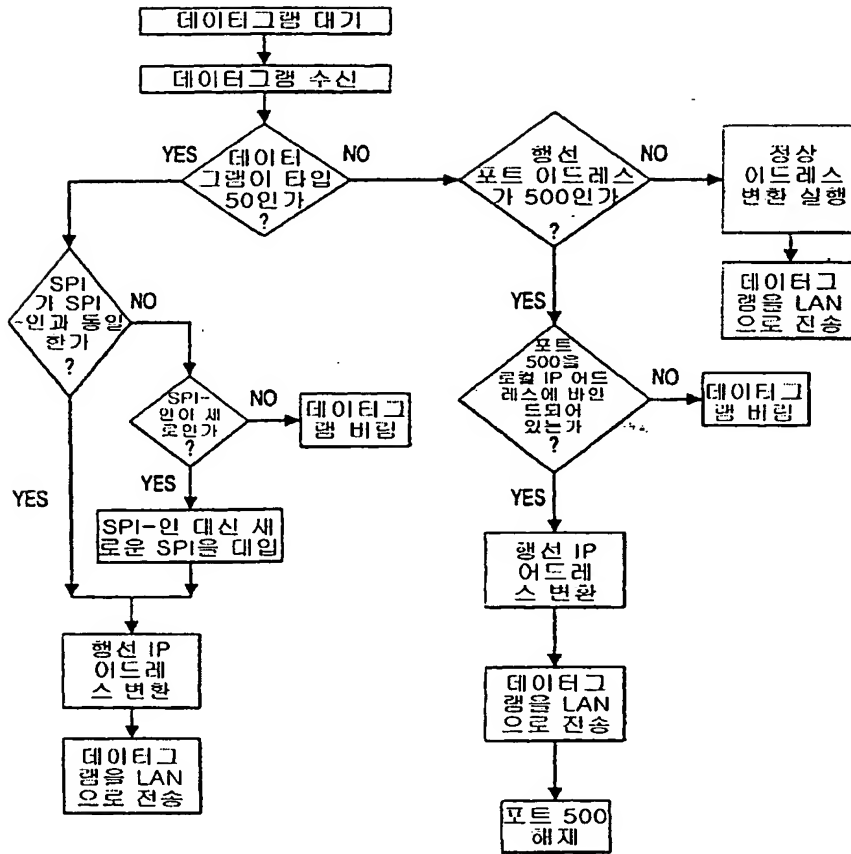 데이터그램 대기
데이터그램 수신
YES
데이터
그램이 타입
50인가
?
NO
행선
포트 어드레스
가 500인가
?
NO
정상
어드레스
변환 실행
데이터그
램을 LAN
으로 전송
SPI
가 SPI
-인과 동일
한가
?
NO
SPI-
인이 새
로인가
?
NO
데이터그
램 버림
YES
YES
SPI-인 대신 새
로운 SPI을 대입
행선 IP
어드레
스 변환
데이터그
램을 LAN
으로 전송
YES
포트
500을
로컬 IP 어드
레스에 바인
드되어
있는가
?
NO
데이터그
램 버림
YES
행선 IP
어드레
스 변환
데이터그
램을 LAN
으로 전송
포트 500
해재